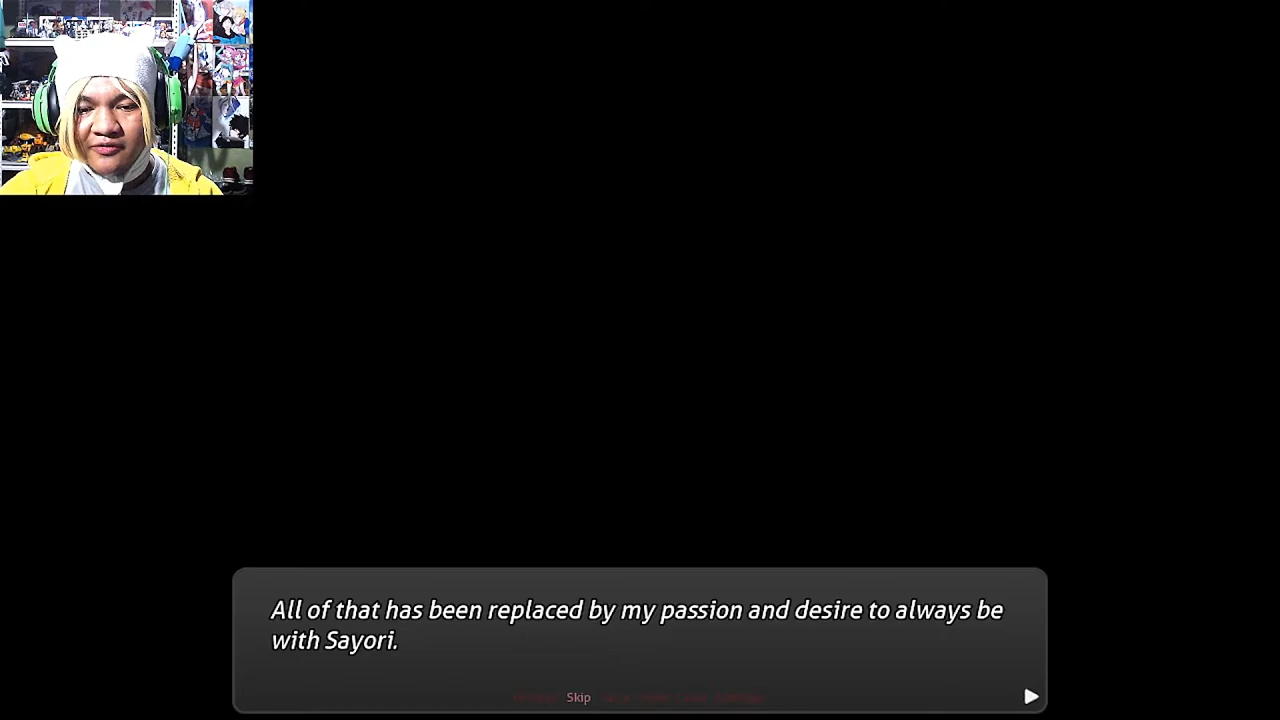 All of that has been replaced by my passion and desire to always be
with Sayori.
Skip